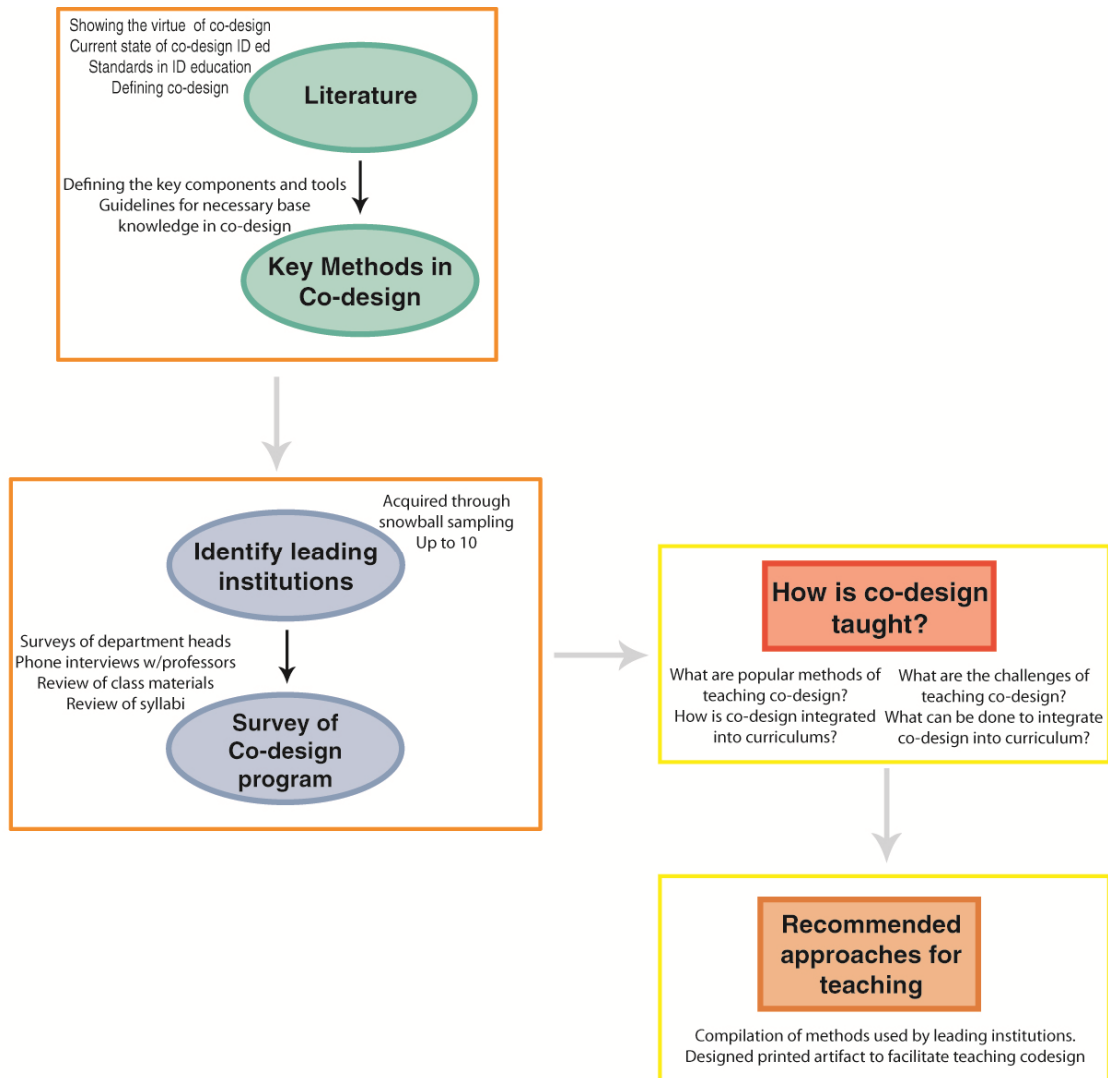 Showing the virtue of co-design
Current state of co-design ID ed
Standards in ID education
Defining co-design
Literature
Defining the key components and tools
Guidelines for necessary base
knowledge in co-design
Key Methods in
Co-design
Acquired through
snowball sampling
Up to 10
Identify leading
institutions
Surveys of department heads
Phone interviews w/professors
Review of class materials
Review of syllabi
Survey of
Co-design
program
How is co-design
taught?
What are popular methods of
teaching co-design?
How is co-design integrated
into curriculums?
What are the challenges of
teaching co-design?
What can be done to integrate
co-design into curriculum?
Recommended
approaches for
teaching
Compilation of methods used by leading institutions.
Designed printed artifact to facilitate teaching codesign